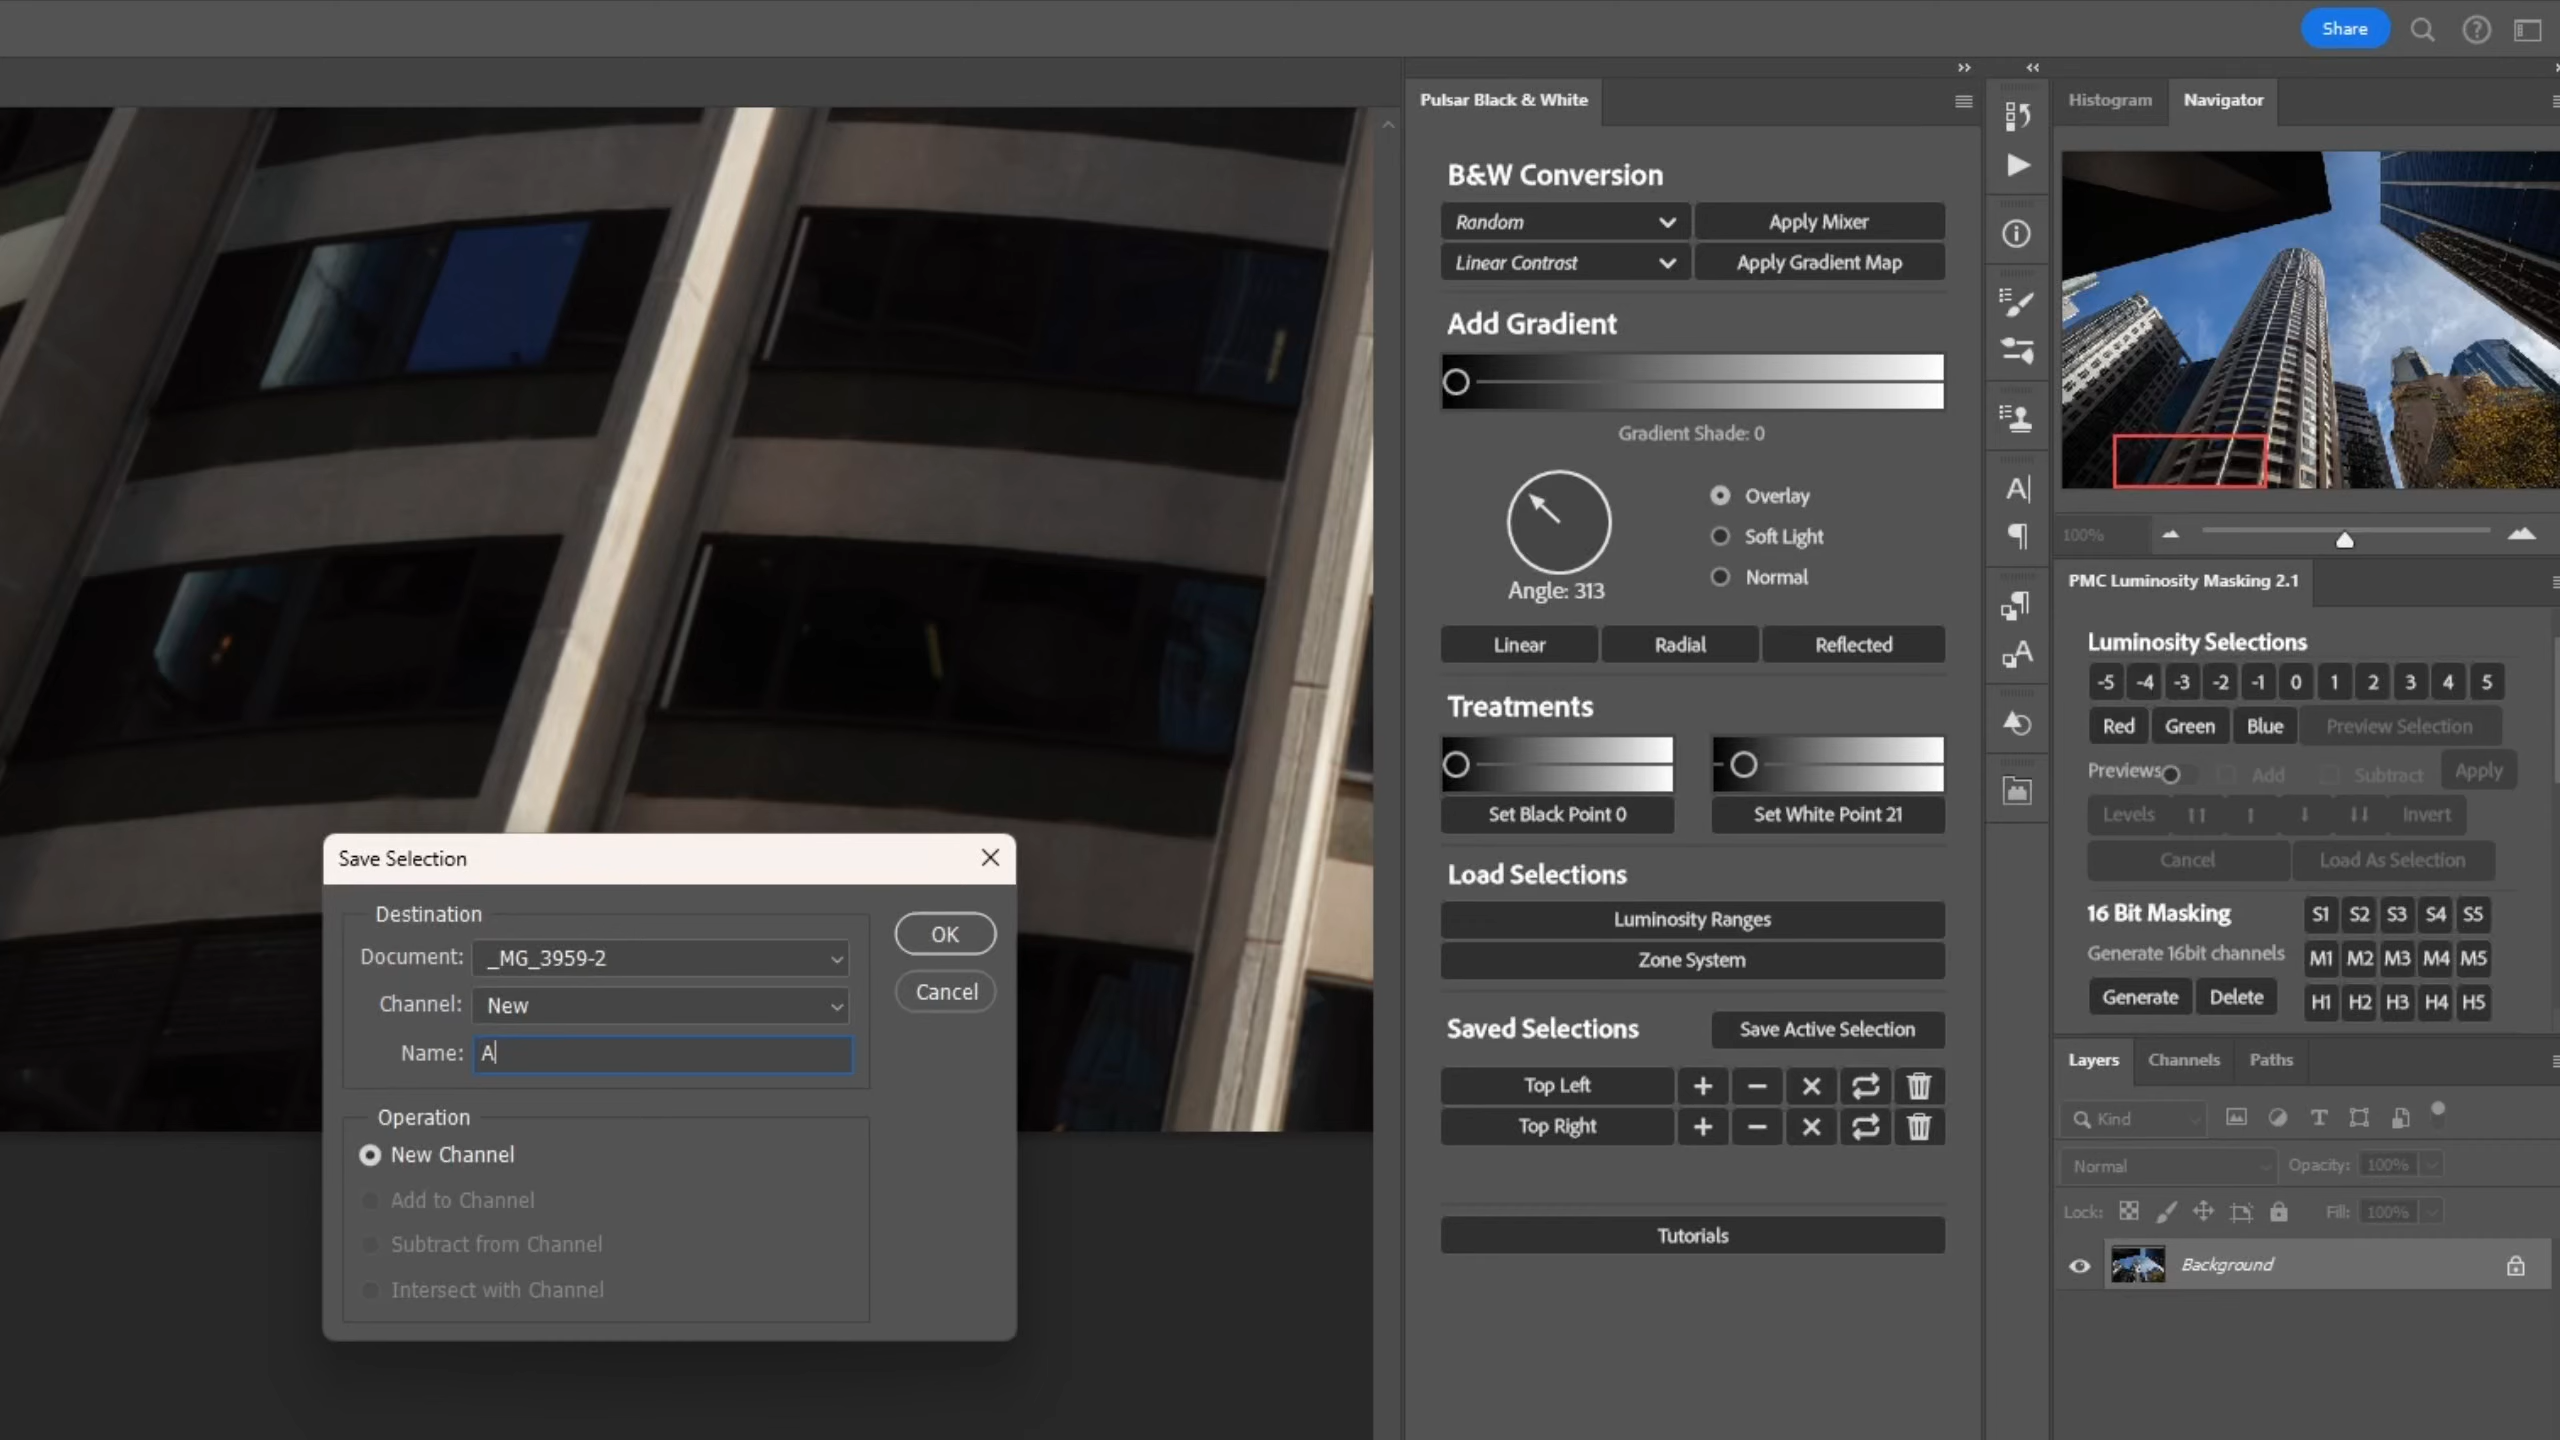 Share
Pulsar Black & White
B&W Conversion
Random
Apply Mixer
Linear Contrast
Apply Gradient Map
Add Gradient
Gradient Shade: 0
Overlay
Soft Light
Normal
Angle: 313
Linear
Radial
Reflected
Treatments
Set Black Point 0
Set White Point 21
Load Selections
Luminosity Ranges
Zone System
Saved Selections
Save Active Selection
Top Left
Top Right
Tutorials
Save Selection
Destination
Document: _MG_3959-2
Channel: New
Name: A
OK
Cancel
Operation
New Channel
Add to Channel
Subtract from Channel
Intersect with Channel
Histogram
Navigator
100%
PMC Luminosity Masking 2.1
Luminosity Selections
-5 -4 -3 -2 -1 0 1 2 3 4 5
Red Green Blue Preview Selection
Previews Add Subtract Apply
Levels Invert
Cancel Load As Selection
16 Bit Masking S1 S2 S3 S4 S5
Generate 16bit channels M1 M2 M3 M4 M5
Generate Delete H1 H2 H3 H4 H5
Layers Channels Paths
Kind
Normal Opacity: 100%
Lock: Fill: 100%
Background